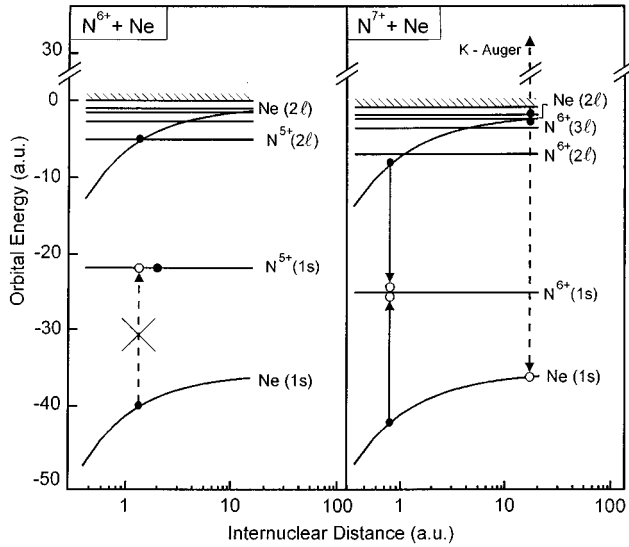 N⁶⁺ + Ne
N⁷⁺ + Ne
30
K - Auger
0
Ne (2ℓ)
N⁵⁺(2ℓ)
Ne (2ℓ)
N⁶⁺(3ℓ)
N⁶⁺(2ℓ)
-10
-20
N⁵⁺(1s)
N⁶⁺(1s)
-30
Ne (1s)
Ne (1s)
-40
-50
Orbital Energy (a.u.)
1
10
100
1
10
100
Internuclear Distance (a.u.)